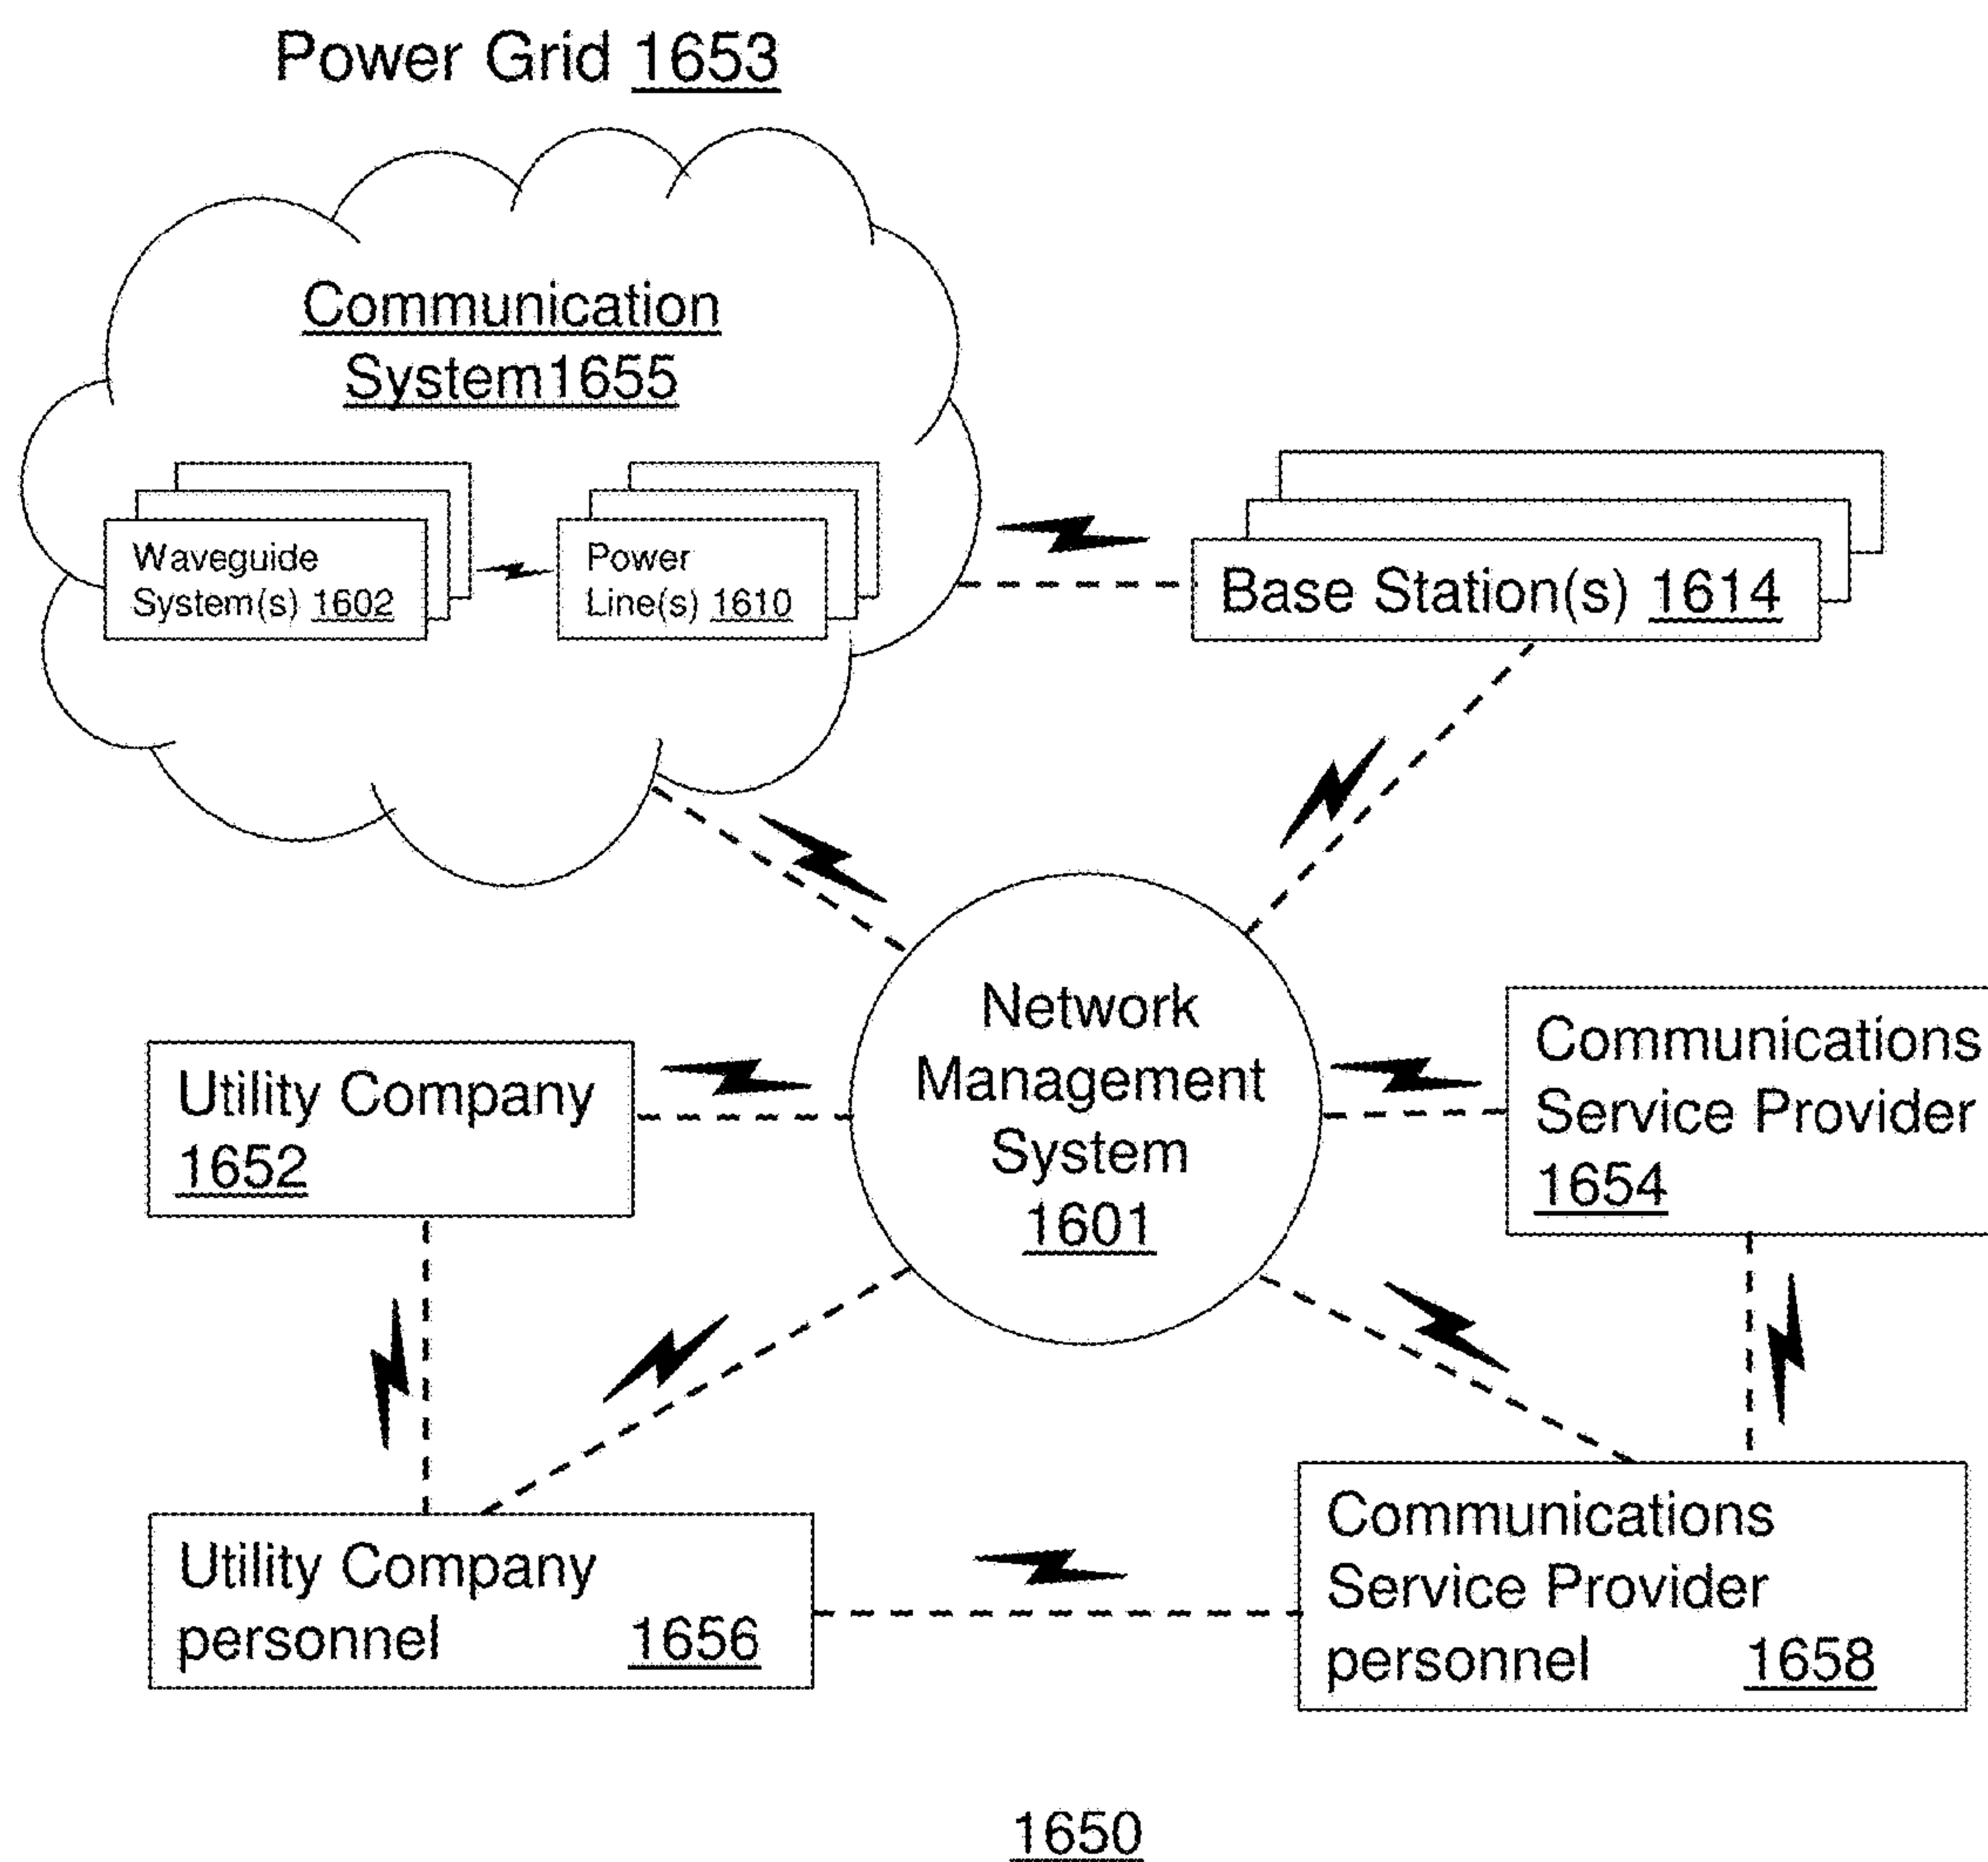 Power Grid 1653
Communication
System1655
Waveguide
System(s) 1602
Power
Line(s) 1610
Base Station(s) 1614
Network
Management
System
1601
Utility Company
1652
Communications
Service Provider
1654
Utility Company
personnel 1656
Communications
Service Provider
personnel 1658
1650